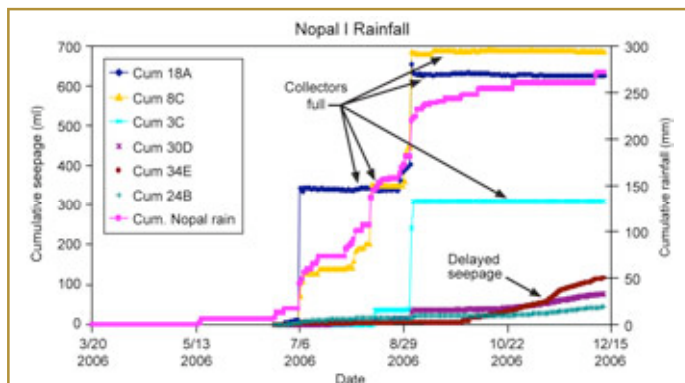 Nopal I Rainfall
700
600
500
400
300
200
100
0
Cumulative seepage (ml)
Cum 18A
Cum 8C
Cum 3C
Cum 30D
Cum 34E
Cum 24B
Cum. Nopal rain
Collectors
full
Delayed
seepage
300
250
200
150
100
50
0
Cumulative rainfall (mm)
3/20
2006
5/13
2006
7/6
2006
8/29
2006
10/22
2006
12/15
2006
Date